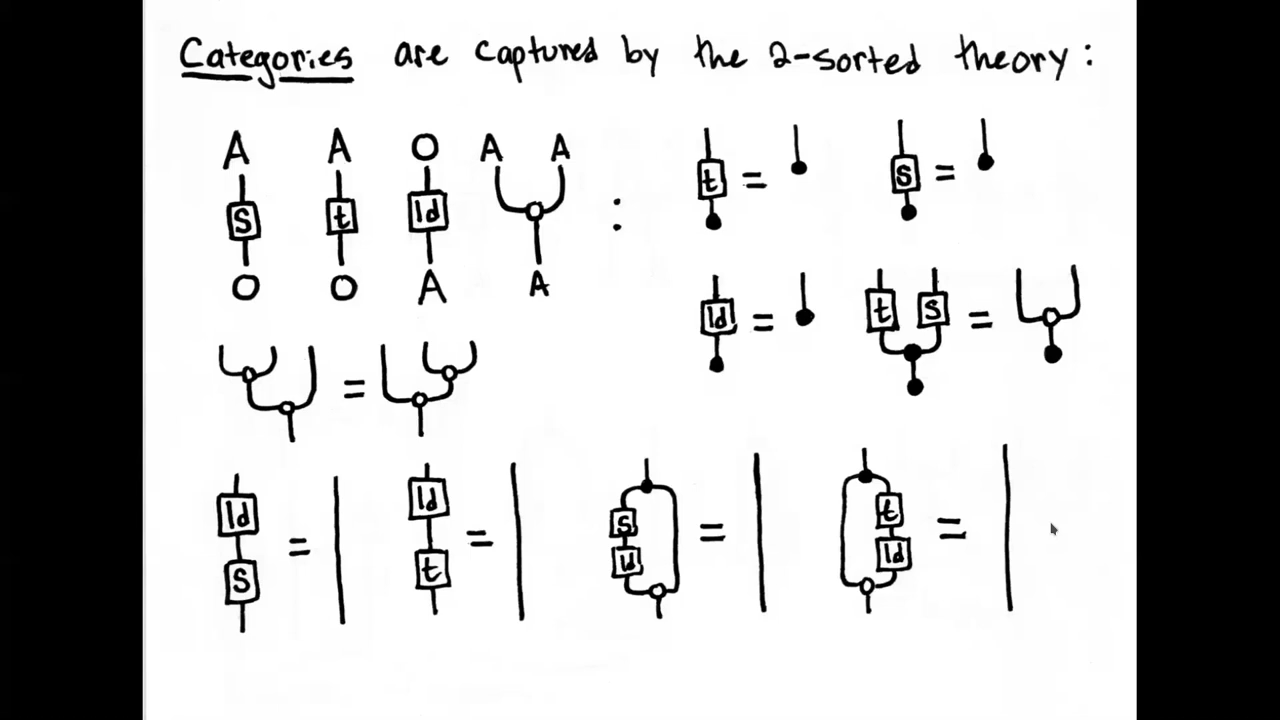 Categories are captured by the 2-sorted theory:
A A O A A
t = s =
S t Id :
O O A A
Id = t s =
=
Id Id
s t
= = = =
S O t
Id Id